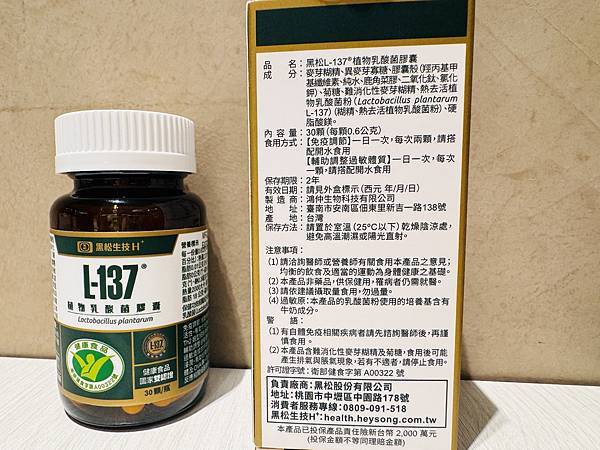 黑松生技H+
L-137®
植物乳酸菌膠囊
Lactobacillus plantarum
健康食品
L-137
健康食品
國家雙認證
30顆/瓶
品　　名：黑松L-137®植物乳酸菌膠囊
成　　分：麥芽糊精、異麥芽寡糖、膠囊殼(羥丙基甲
基纖維素、純水、鹿角菜膠、二氧化鈦、氯化
鉀)、菊糖、難消化性麥芽糊精、熱去活植
物乳酸菌粉(Lactobacillus plantarum
L-137)(糊精、熱去活植物乳酸菌粉)、硬
脂酸鎂。
內 容 量：30顆(每顆0.6公克)
食用方式：【免疫調節】一日一次，每次兩顆，請搭
配開水食用
【輔助調整過敏體質】一日一次，每次
一顆，請搭配開水食用
保存期限：2年
有效日期：請見外盒標示(西元 年/月/日)
製 造 商：鴻仲生物科技有限公司
地　　址：臺南市安南區佃東里新吉一路138號
產　　地：台灣
保存方法：請置於室溫(25°C以下)乾燥陰涼處，
避免高溫潮濕或陽光直射。
注意事項：
(1)請洽詢醫師或營養師有關食用本產品之意見；
均衡的飲食及適當的運動為身體健康之基礎。
(2)本產品非藥品，供保健用，罹病者仍需就醫。
(3)請依建議攝取量食用，勿過量。
(4)過敏原：本產品的乳酸菌粉使用的培養基含有
牛奶成分。
警　　語：
(1)有自體免疫相關疾病者請先諮詢醫師後，再謹
慎食用。
(2)本產品含難消化性麥芽糊精及菊糖，食用後可能
產生排氣與脹氣現象，若有不適者，請停止食用。
許可證字號：衛部健食字第 A00322 號
負責廠商：黑松股份有限公司
地址：桃園市中壢區中園路178號
消費者服務專線：0809-091-518
黑松生技H+：health.heysong.com.tw
本產品已投保產品責任險新台幣 2,000 萬元
(投保金額不等同理賠金額)